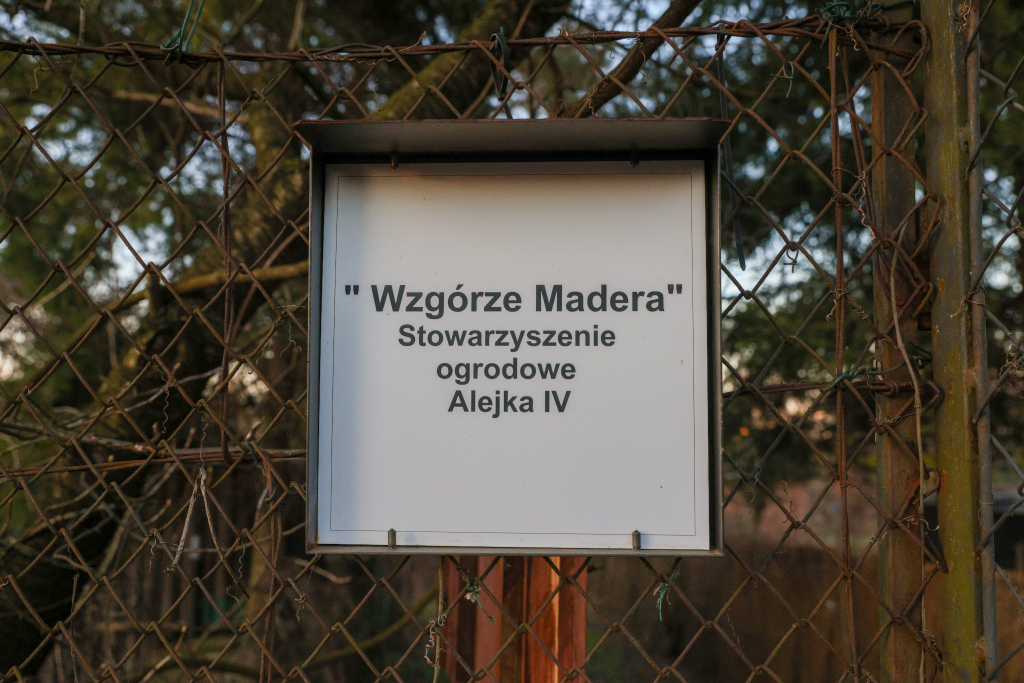 " Wzgórze Madera"
Stowarzyszenie
ogrodowe
Alejka IV